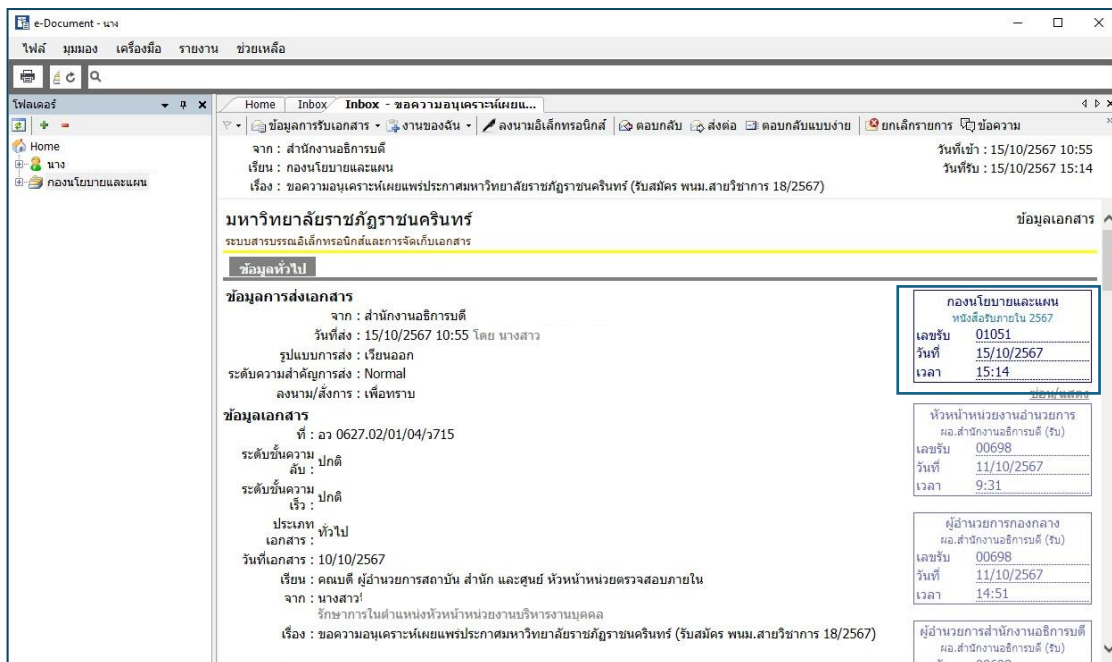 e-Document - นาง
ไฟล์ มุมมอง เครื่องมือ รายงาน ช่วยเหลือ
โฟลเดอร์
Home
นาง
กองนโยบายและแผน
Home Inbox Inbox - ขอความอนุเคราะห์เผยแ...
ข้อมูลการรับเอกสาร งานของฉัน ลงนามอิเล็กทรอนิกส์ ตอบกลับ ส่งต่อ ตอบกลับแบบง่าย ยกเลิกรายการ ข้อความ
จาก : สำนักงานอธิการบดี
วันที่เข้า : 15/10/2567 10:55
เรียน : กองนโยบายและแผน
วันที่รับ : 15/10/2567 15:14
เรื่อง : ขอความอนุเคราะห์เผยแพร่ประกาศมหาวิทยาลัยราชภัฏราชนครินทร์ (รับสมัคร พนม.สายวิชาการ 18/2567)
มหาวิทยาลัยราชภัฏราชนครินทร์
ข้อมูลเอกสาร
ระบบสารบรรณอิเล็กทรอนิกส์และการจัดเก็บเอกสาร
ข้อมูลทั่วไป
ข้อมูลการส่งเอกสาร
จาก : สำนักงานอธิการบดี
วันที่ส่ง : 15/10/2567 10:55 โดย นางสาว
รูปแบบการส่ง : เวียนออก
ระดับความสำคัญการส่ง : Normal
ลงนาม/สั่งการ : เพื่อทราบ
ข้อมูลเอกสาร
ที่ : อว 0627.02/01/04/ว715
ระดับชั้นความ
ลับ : ปกติ
ระดับชั้นความ
เร็ว : ปกติ
ประเภท
เอกสาร : ทั่วไป
วันที่เอกสาร : 10/10/2567
เรียน : คณบดี ผู้อำนวยการสถาบัน สำนัก และศูนย์ หัวหน้าหน่วยตรวจสอบภายใน
จาก : นางสาว
รักษาการในตำแหน่งหัวหน้าหน่วยงานบริหารงานบุคคล
เรื่อง : ขอความอนุเคราะห์เผยแพร่ประกาศมหาวิทยาลัยราชภัฏราชนครินทร์ (รับสมัคร พนม.สายวิชาการ 18/2567)
กองนโยบายและแผน
หนังสือรับภายใน 2567
เลขรับ 01051
วันที่ 15/10/2567
เวลา 15:14
ซ่อน/แสดง
หัวหน้าหน่วยงานอำนวยการ
ผอ.สำนักงานอธิการบดี (รับ)
เลขรับ 00698
วันที่ 11/10/2567
เวลา 9:31
ผู้อำนวยการกองกลาง
ผอ.สำนักงานอธิการบดี (รับ)
เลขรับ 00698
วันที่ 11/10/2567
เวลา 14:51
ผู้อำนวยการสำนักงานอธิการบดี
ผอ.สำนักงานอธิการบดี (รับ)